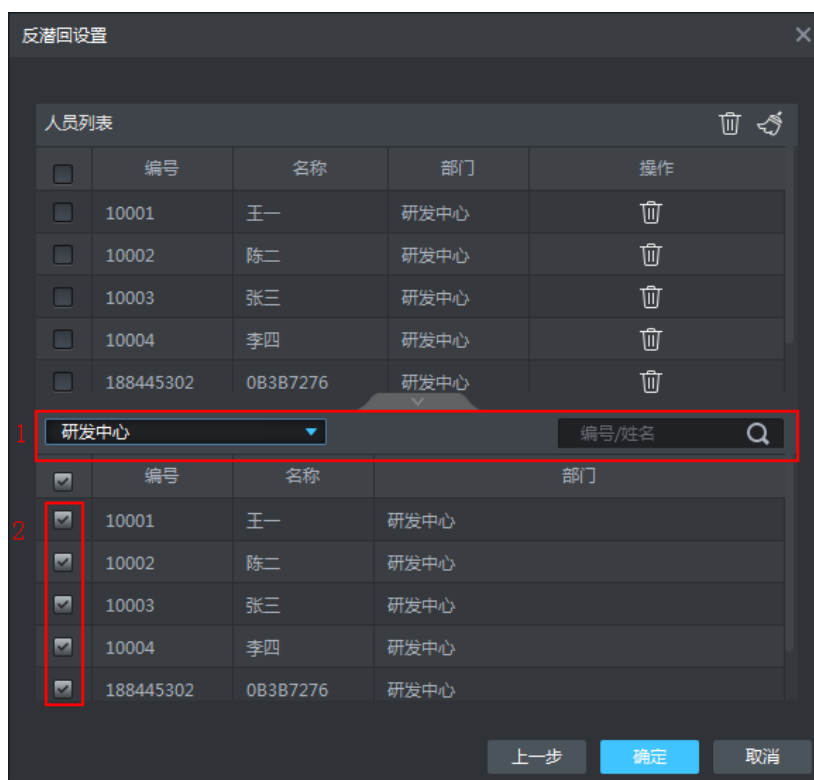 反潜回设置
人员列表
编号 名称 部门 操作
10001 王一 研发中心
10002 陈二 研发中心
10003 张三 研发中心
10004 李四 研发中心
188445302 0B3B7276 研发中心
1 研发中心 编号/姓名
编号 名称 部门
2 10001 王一 研发中心
10002 陈二 研发中心
10003 张三 研发中心
10004 李四 研发中心
188445302 0B3B7276 研发中心
上一步 确定 取消